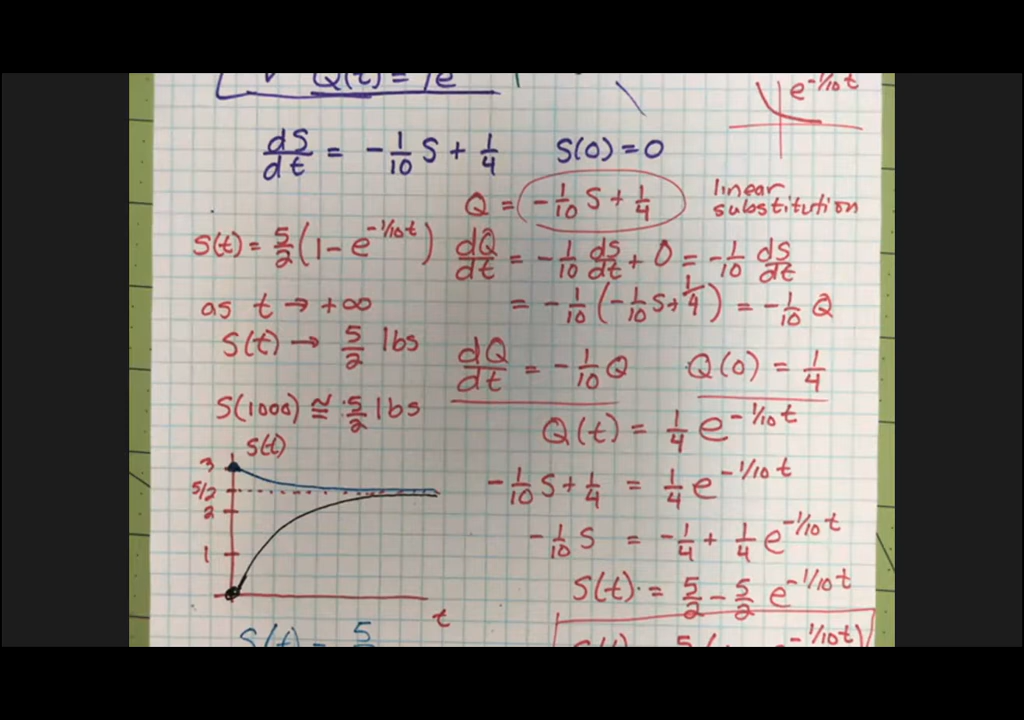 Q(t) = 7e
e^{-1/10 t}
dS/dt = -1/10 S + 1/4   S(0) = 0
Q = -1/10 S + 1/4   linear substitution
S(t) = 5/2 (1 - e^{-1/10 t})
dQ/dt = -1/10 dS/dt + 0 = -1/10 dS/dt
= -1/10 (-1/10 S + 1/4) = -1/10 Q
as t → +∞
S(t) → 5/2 lbs
dQ/dt = -1/10 Q   Q(0) = 1/4
S(1000) ≅ 5/2 lbs
Q(t) = 1/4 e^{-1/10 t}
-1/10 S + 1/4 = 1/4 e^{-1/10 t}
-1/10 S = -1/4 + 1/4 e^{-1/10 t}
S(t) = 5/2 - 5/2 e^{-1/10 t}
S(t)
3
5/2
2
1
t
S(t) = 5
e^{-1/10 t})